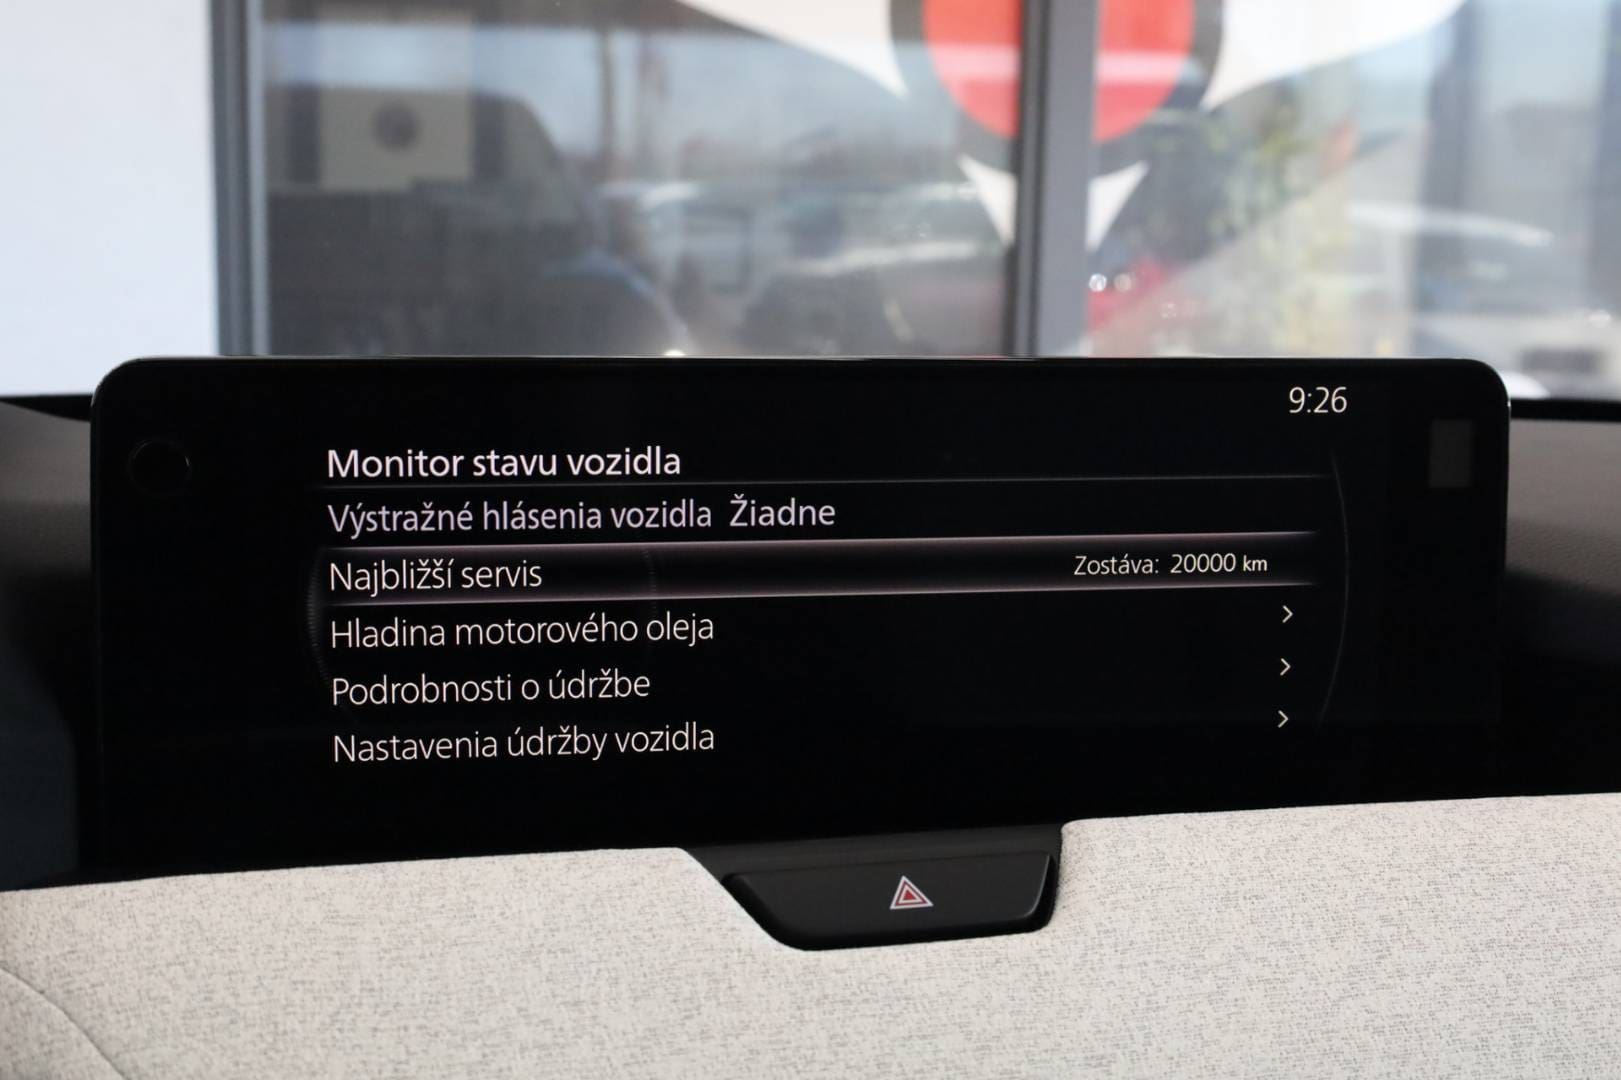 9:26
Monitor stavu vozidla
Výstražné hlásenia vozidla Žiadne
Najbližší servis Zostáva: 20000 km
Hladina motorového oleja
Podrobnosti o údržbe
Nastavenia údržby vozidla